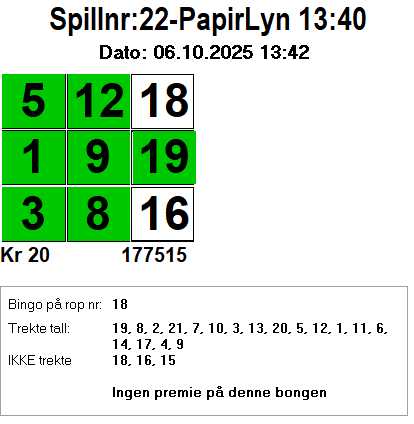 Spillnr:22-PapirLyn 13:40
Dato: 06.10.2025 13:42
5 12 18
1 9 19
3 8 16
Kr 20 177515
Bingo på rop nr: 18
Trekte tall: 19, 8, 2, 21, 7, 10, 3, 13, 20, 5, 12, 1, 11, 6,
14, 17, 4, 9
IKKE trekte 18, 16, 15
Ingen premie på denne bongen